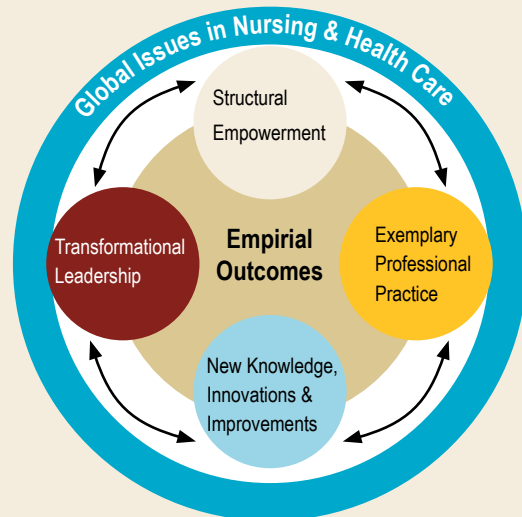 Global Issues in Nursing & Health Care
Structural
Empowerment
Transformational
Leadership
Empirial
Outcomes
Exemplary
Professional
Practice
New Knowledge,
Innovations &
Improvements